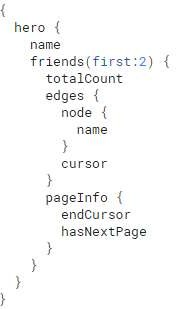 {
  hero {
    name
    friends(first:2) {
      totalCount
      edges {
        node {
          name
        }
        cursor
      }
      pageInfo {
        endCursor
        hasNextPage
      }
    }
  }
}